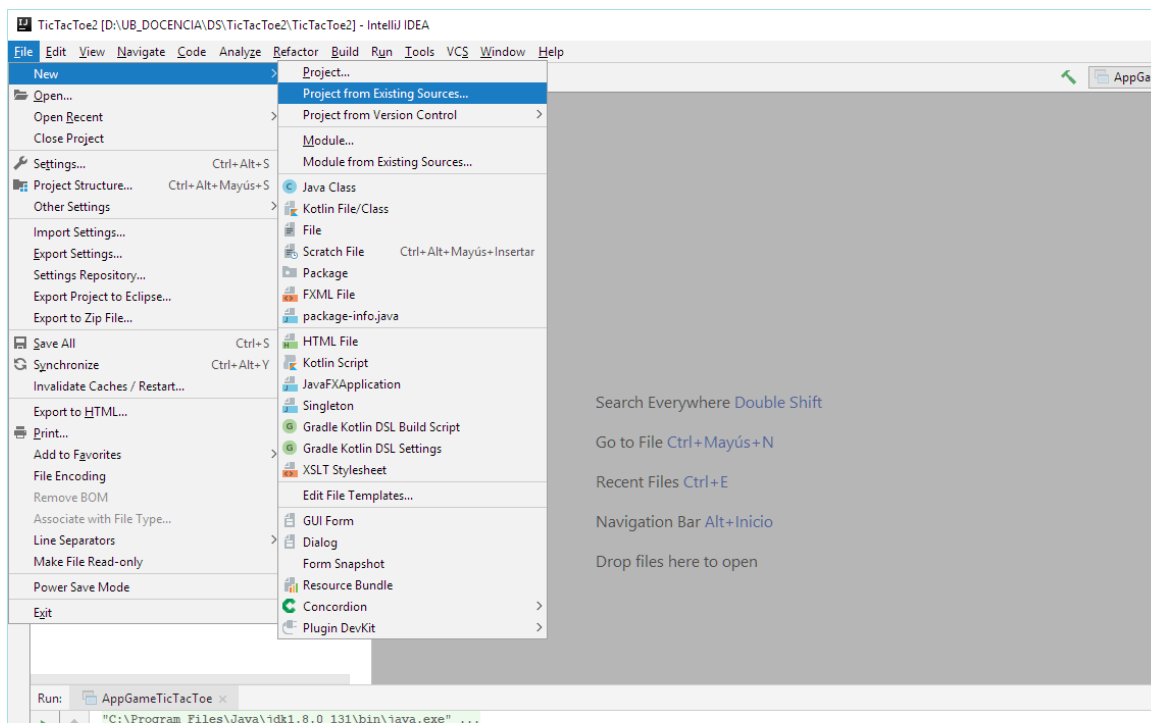 TicTacToe2 [D:\UB_DOCENCIA\DS\TicTacToe2\TicTacToe2] - IntelliJ IDEA
File Edit View Navigate Code Analyze Refactor Build Run Tools VCS Window Help
AppGa
New
Open...
Open Recent
Close Project
Settings... Ctrl+Alt+S
Project Structure... Ctrl+Alt+Mayús+S
Other Settings
Import Settings...
Export Settings...
Settings Repository...
Export Project to Eclipse...
Export to Zip File...
Save All Ctrl+S
Synchronize Ctrl+Alt+Y
Invalidate Caches / Restart...
Export to HTML...
Print...
Add to Favorites
File Encoding
Remove BOM
Associate with File Type...
Line Separators
Make File Read-only
Power Save Mode
Exit
Project...
Project from Existing Sources...
Project from Version Control
Module...
Module from Existing Sources...
Java Class
Kotlin File/Class
File
Scratch File Ctrl+Alt+Mayús+Insertar
Package
FXML File
package-info.java
HTML File
Kotlin Script
JavaFXApplication
Singleton
Gradle Kotlin DSL Build Script
Gradle Kotlin DSL Settings
XSLT Stylesheet
Edit File Templates...
GUI Form
Dialog
Form Snapshot
Resource Bundle
Concordion
Plugin DevKit
Search Everywhere Double Shift
Go to File Ctrl+Mayús+N
Recent Files Ctrl+E
Navigation Bar Alt+Inicio
Drop files here to open
Run: AppGameTicTacToe
"C:\Program Files\Java\jdk1.8.0_131\bin\java.exe" ...